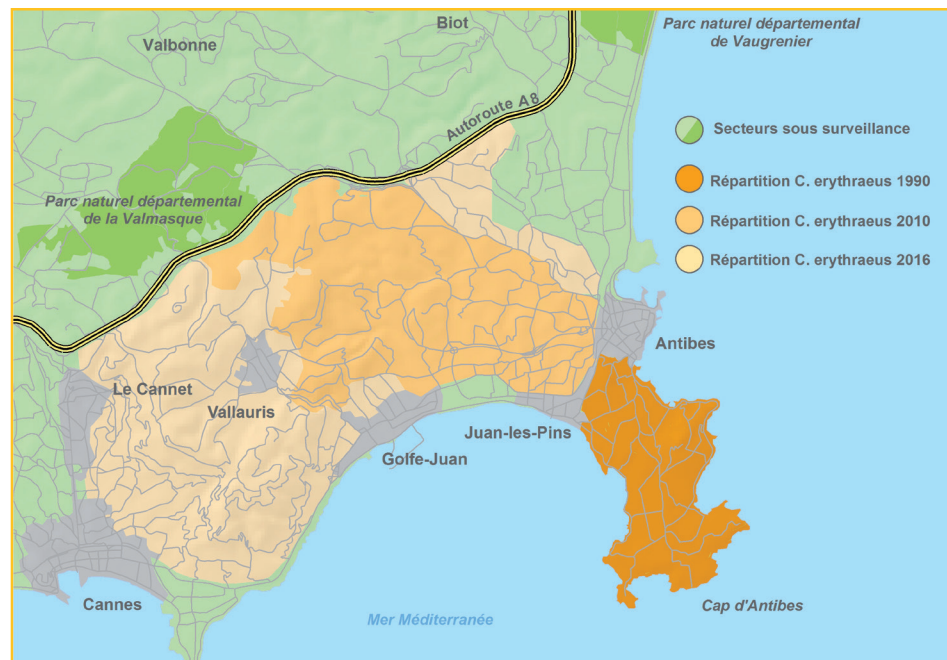 Biot
Parc naturel départemental
de Vaugrenier
Valbonne
Autoroute A8
Secteurs sous surveillance
Répartition C. erythraeus 1990
Parc naturel départemental
de la Valmasque
Répartition C. erythraeus 2010
Répartition C. erythraeus 2016
Antibes
Le Cannet
Vallauris
Juan-les-Pins
Golfe-Juan
Cannes
Cap d'Antibes
Mer Méditerranée